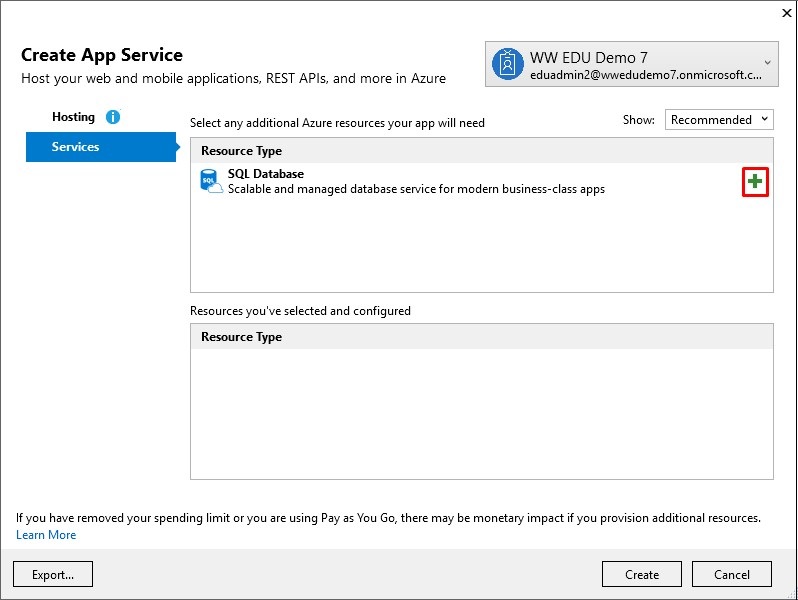 Create App Service
Host your web and mobile applications, REST APIs, and more in Azure
WW EDU Demo 7
eduadmin2@wwedudemo7.onmicrosoft.c...
Hosting
Services
Select any additional Azure resources your app will need
Show: Recommended
Resource Type
SQL
SQL Database
Scalable and managed database service for modern business-class apps
Resources you've selected and configured
Resource Type
If you have removed your spending limit or you are using Pay as You Go, there may be monetary impact if you provision additional resources.
Learn More
Export...
Create
Cancel